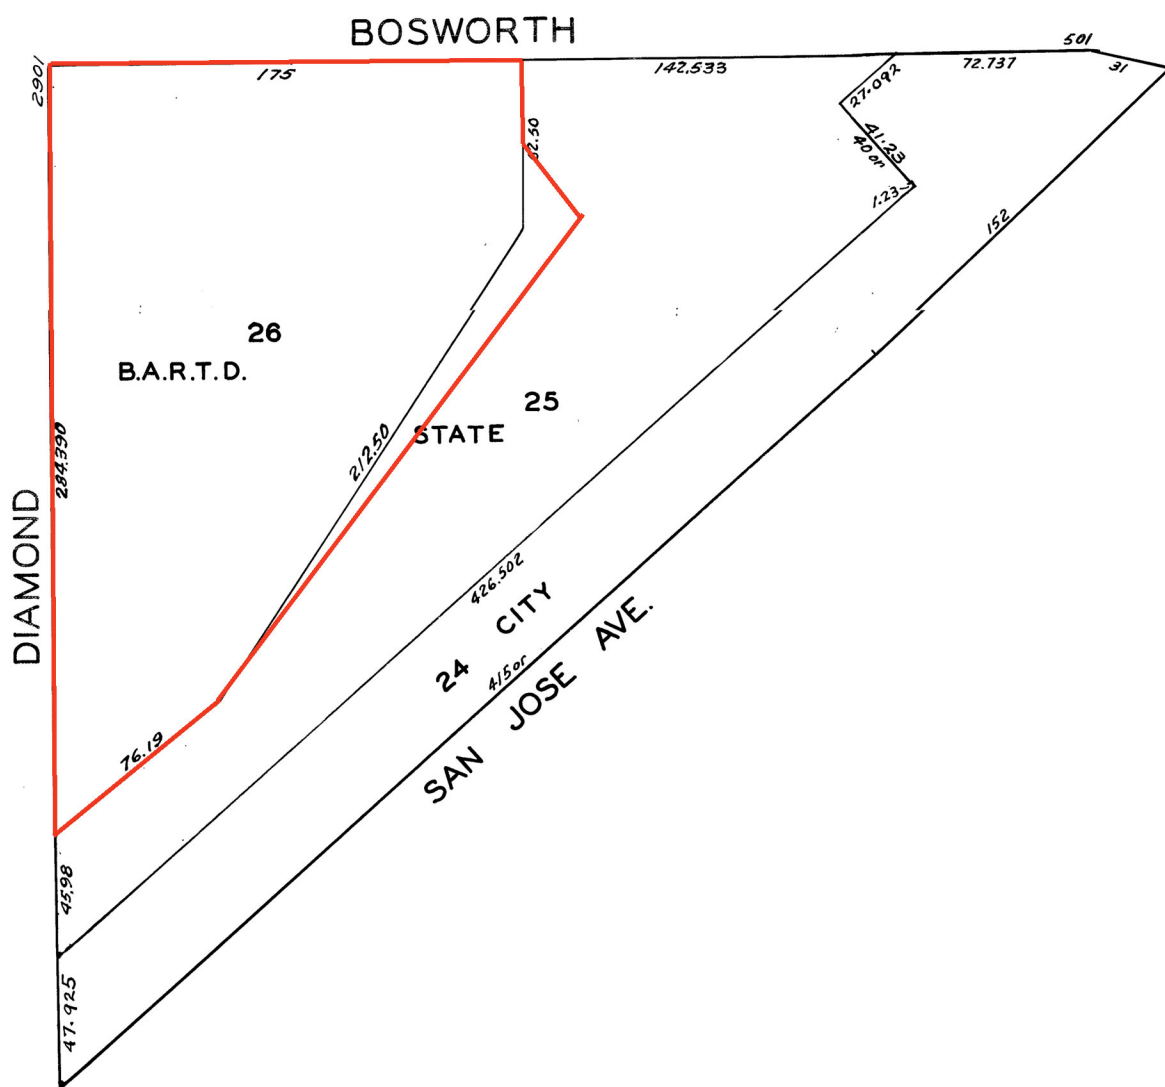 BOSWORTH
501
2901
175
142.533
72.737
31
27.092
62.50
41.23
40 or
1.23
152
26
B.A.R.T.D.
25
STATE
212.50
284.390
DIAMOND
426.502
CITY
24
415 or
SAN JOSE AVE.
76.19
45.98
47.925